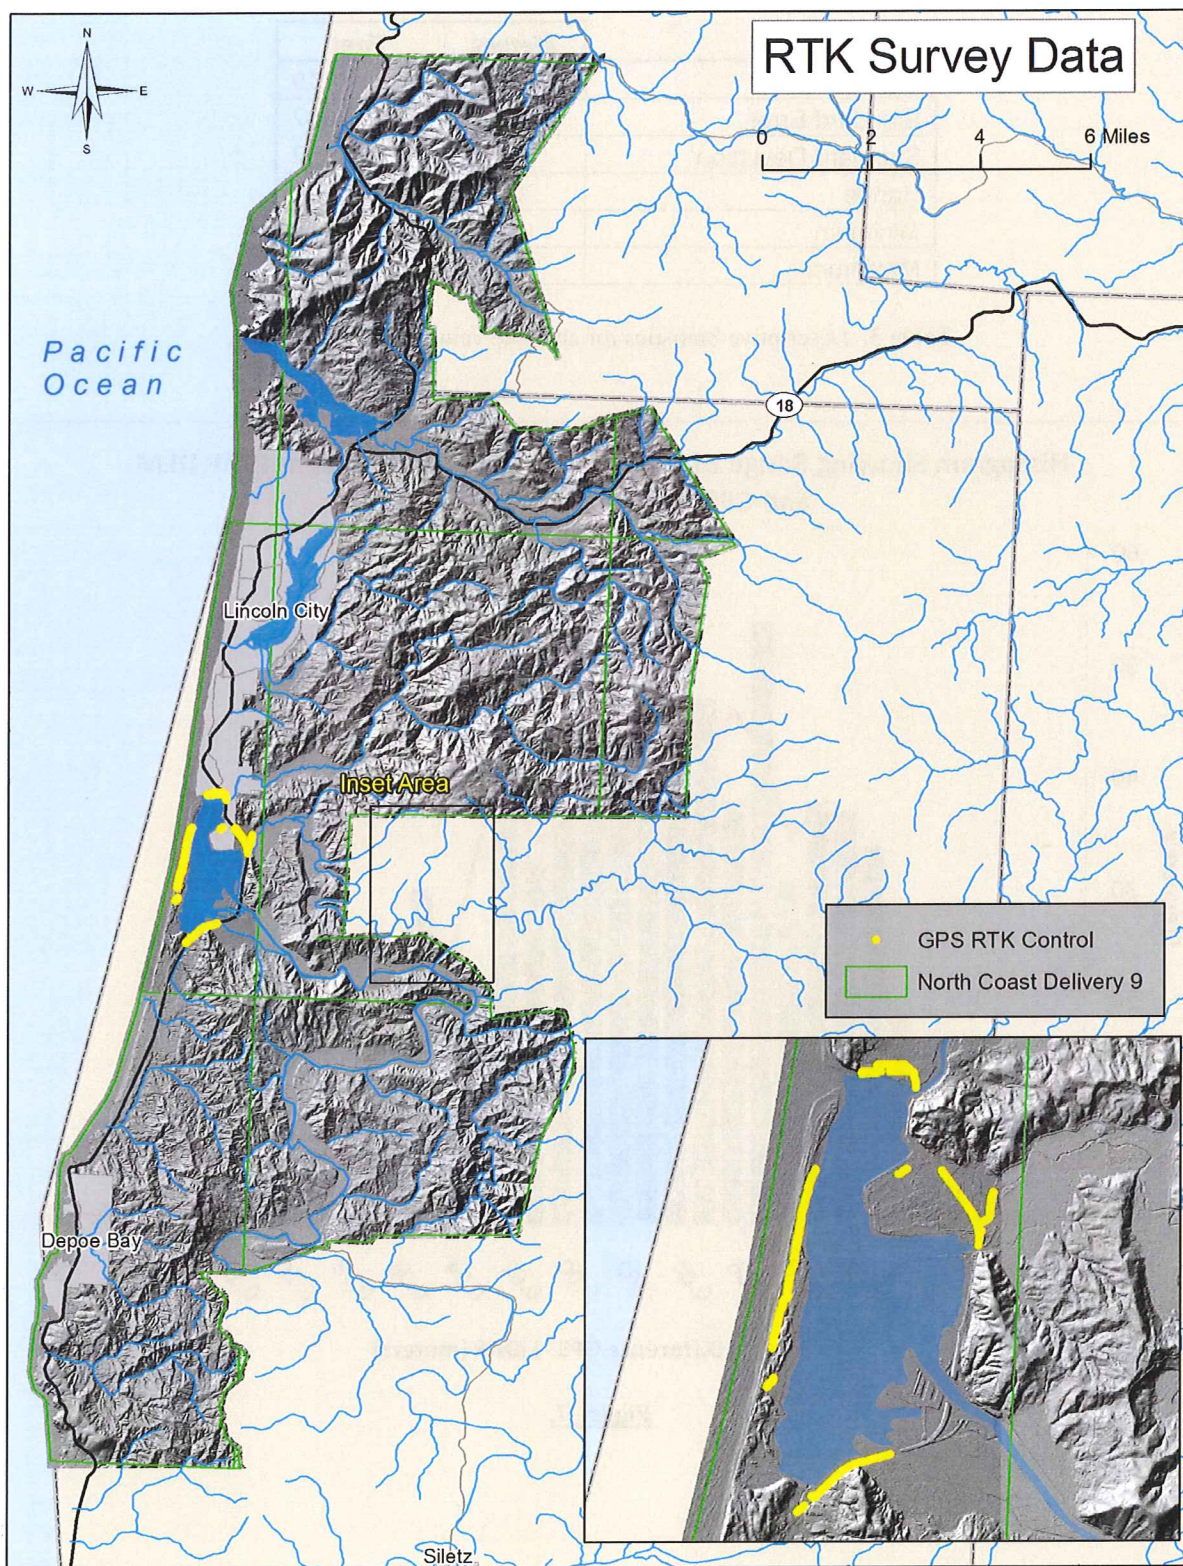 RTK Survey Data
N
W E
S
0 2 4 6 Miles
Pacific
Ocean
18
Lincoln City
Inset Area
GPS RTK Control
North Coast Delivery 9
Depoe Bay
Siletz